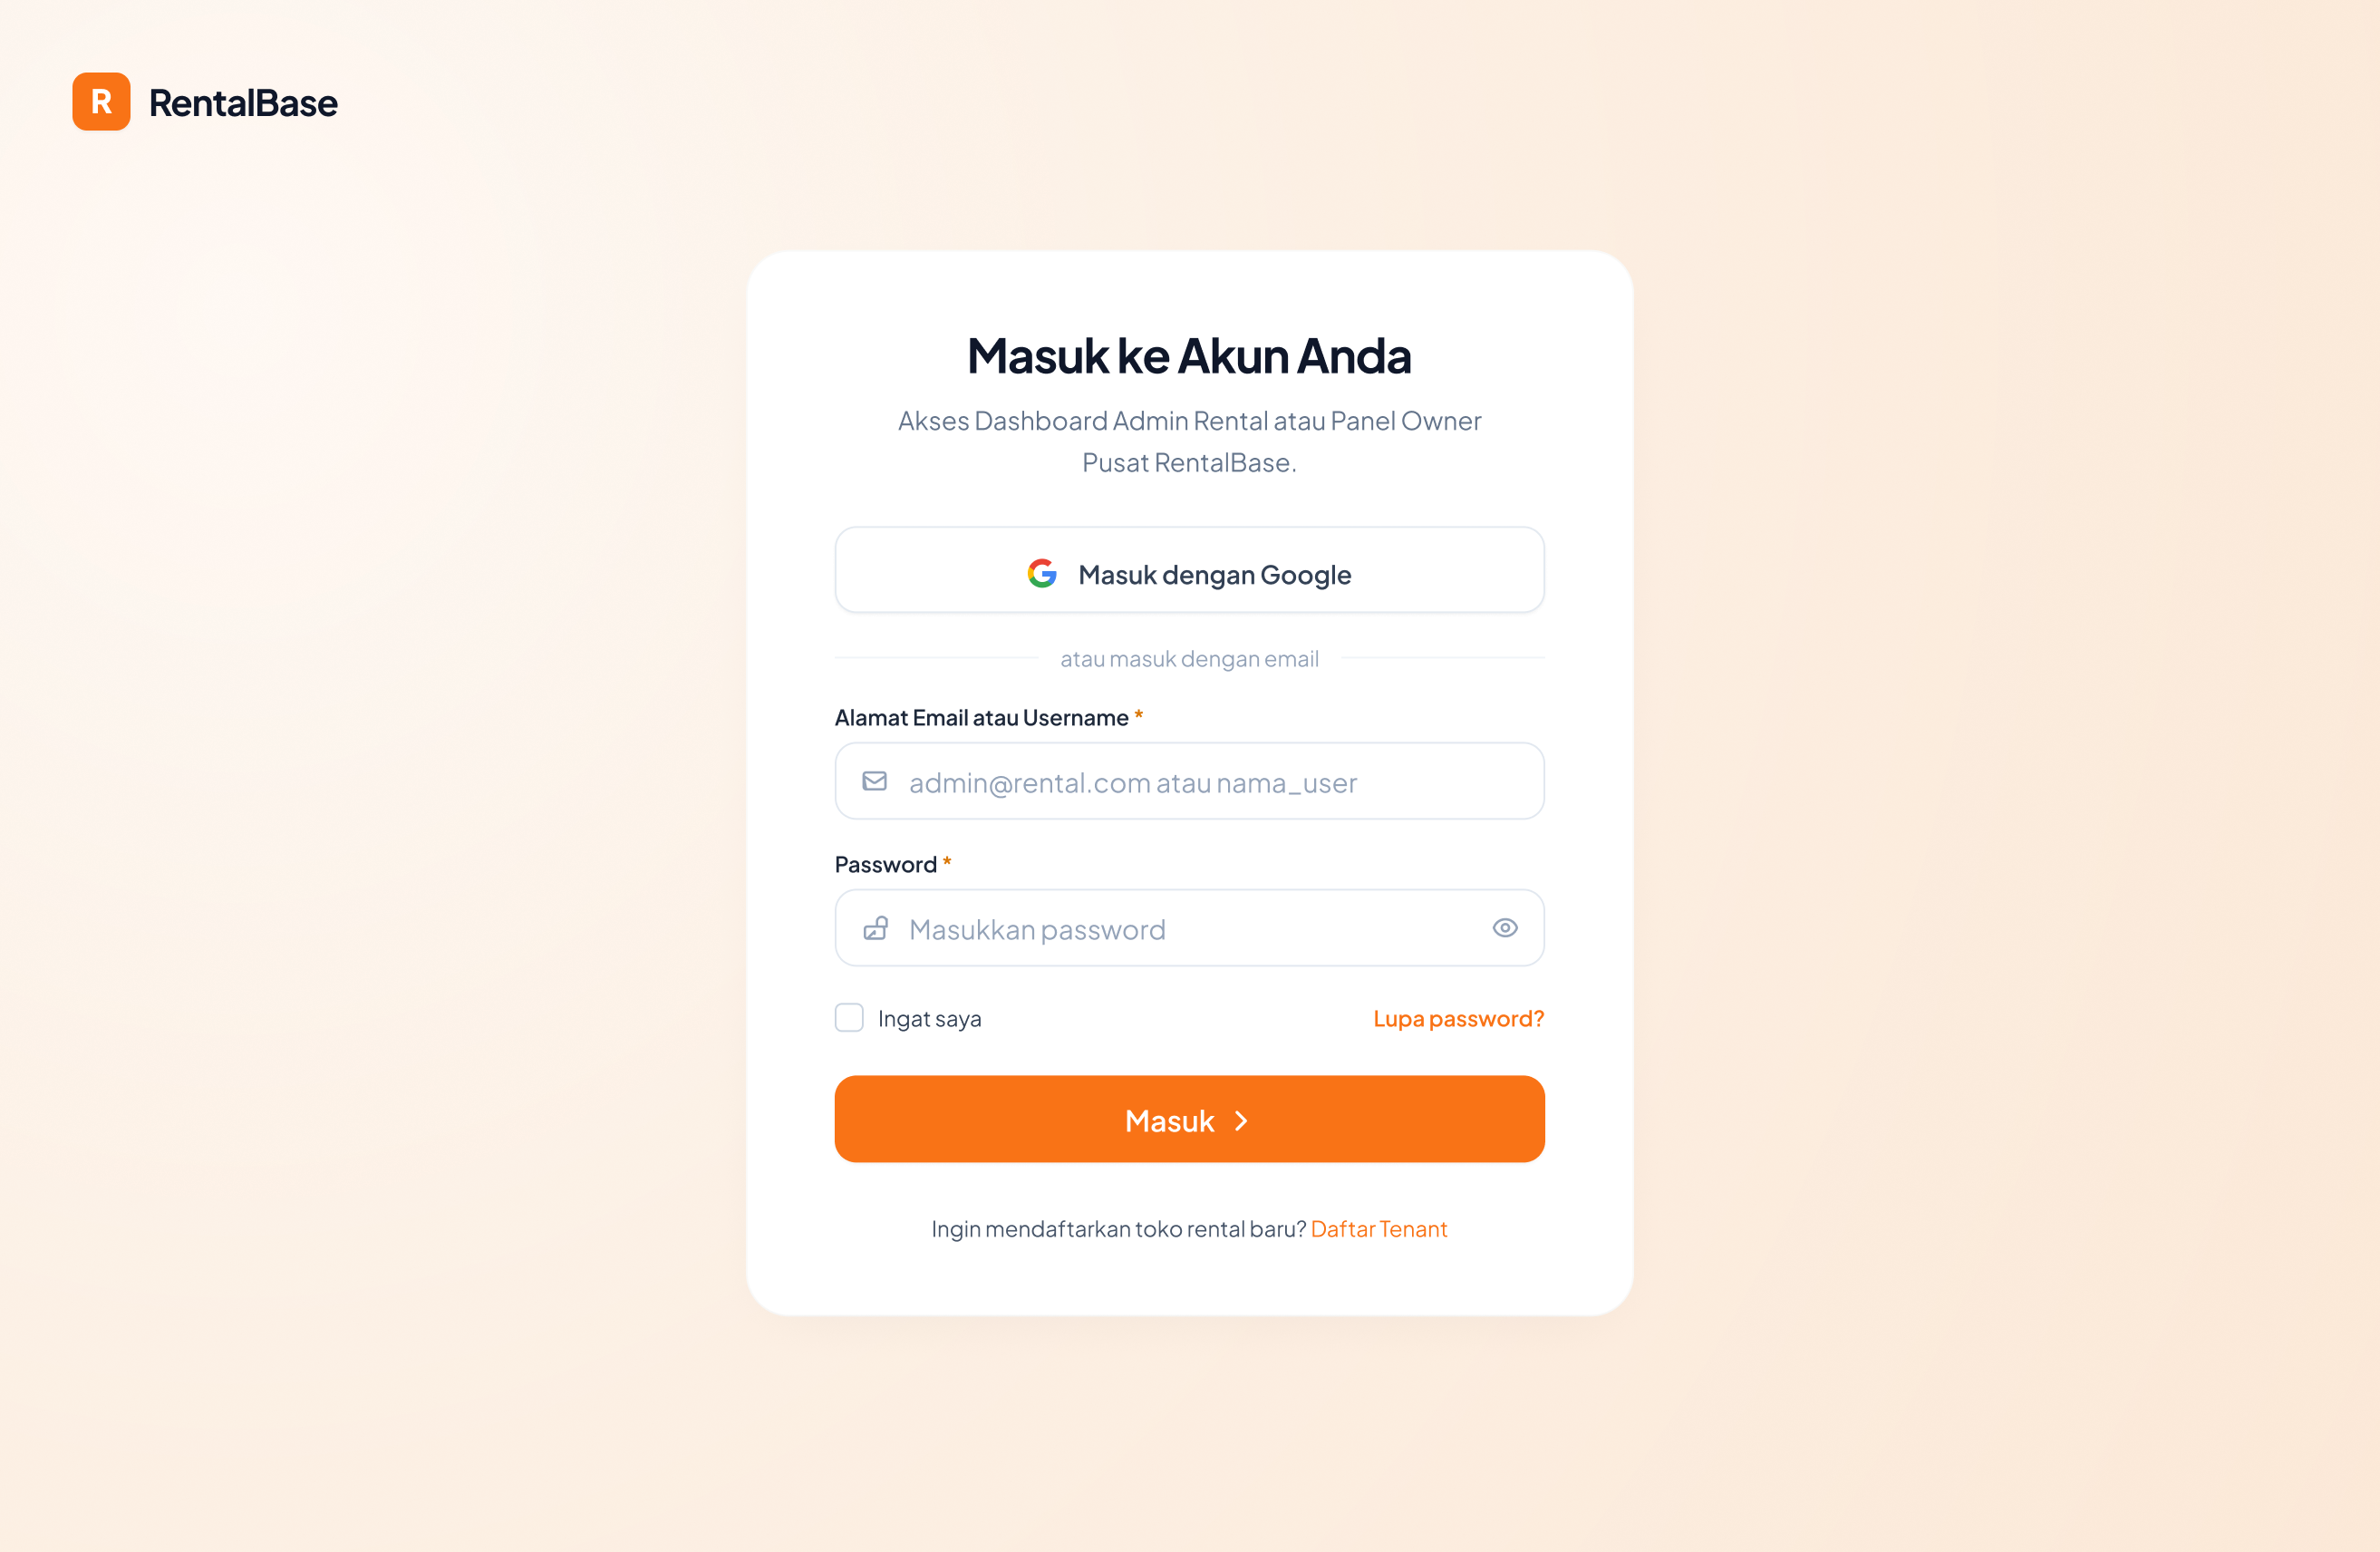 R RentalBase
Masuk ke Akun Anda
Akses Dashboard Admin Rental atau Panel Owner
Pusat RentalBase.
Masuk dengan Google
atau masuk dengan email
Alamat Email atau Username *
admin@rental.com atau nama_user
Password *
Masukkan password
Ingat saya
Lupa password?
Masuk
Ingin mendaftarkan toko rental baru? Daftar Tenant